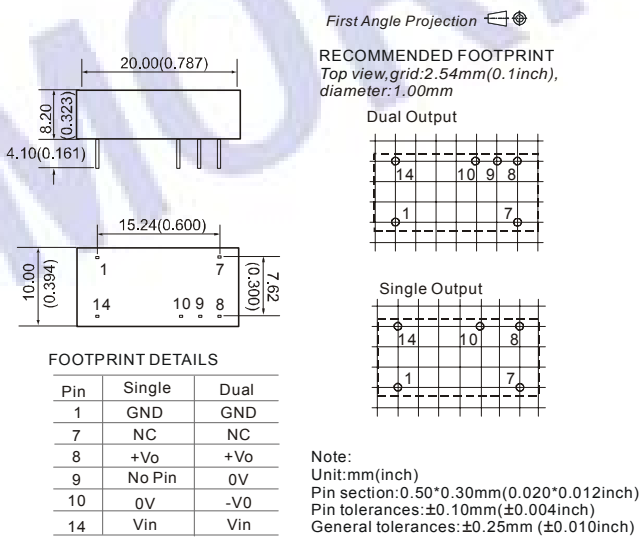 First Angle Projection
20.00(0.787)
8.20
(0.323)
4.10(0.161)
15.24(0.600)
10.00
(0.394)
7.62
(0.300)
1 7
14 10 9 8
FOOTPRINT DETAILS
Pin Single Dual
1 GND GND
7 NC NC
8 +Vo +Vo
9 No Pin 0V
10 0V -V0
14 Vin Vin
RECOMMENDED FOOTPRINT
Top view,grid:2.54mm(0.1inch),
diameter:1.00mm
Dual Output
14 10 9 8
1 7
Single Output
14 10 8
1 7
Note:
Unit:mm(inch)
Pin section:0.50*0.30mm(0.020*0.012inch)
Pin tolerances:±0.10mm(±0.004inch)
General tolerances:±0.25mm (±0.010inch)